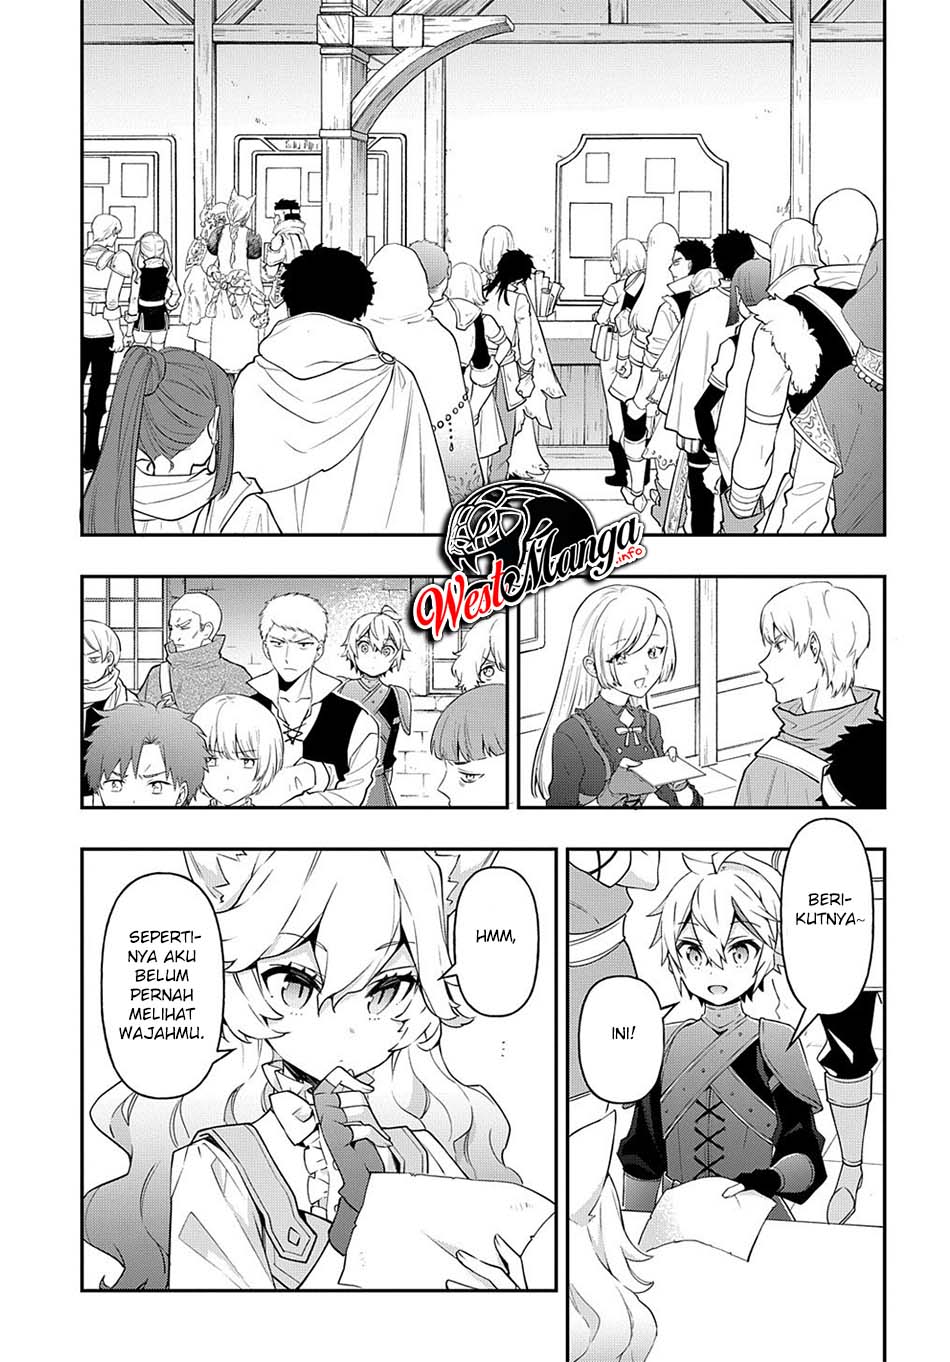 WestManga
.info
BERI-
KUTNYA~
INI!
HMM,
SEPERTI-
NYA AKU
BELUM
PERNAH
MELIHAT
WAJAHMU.